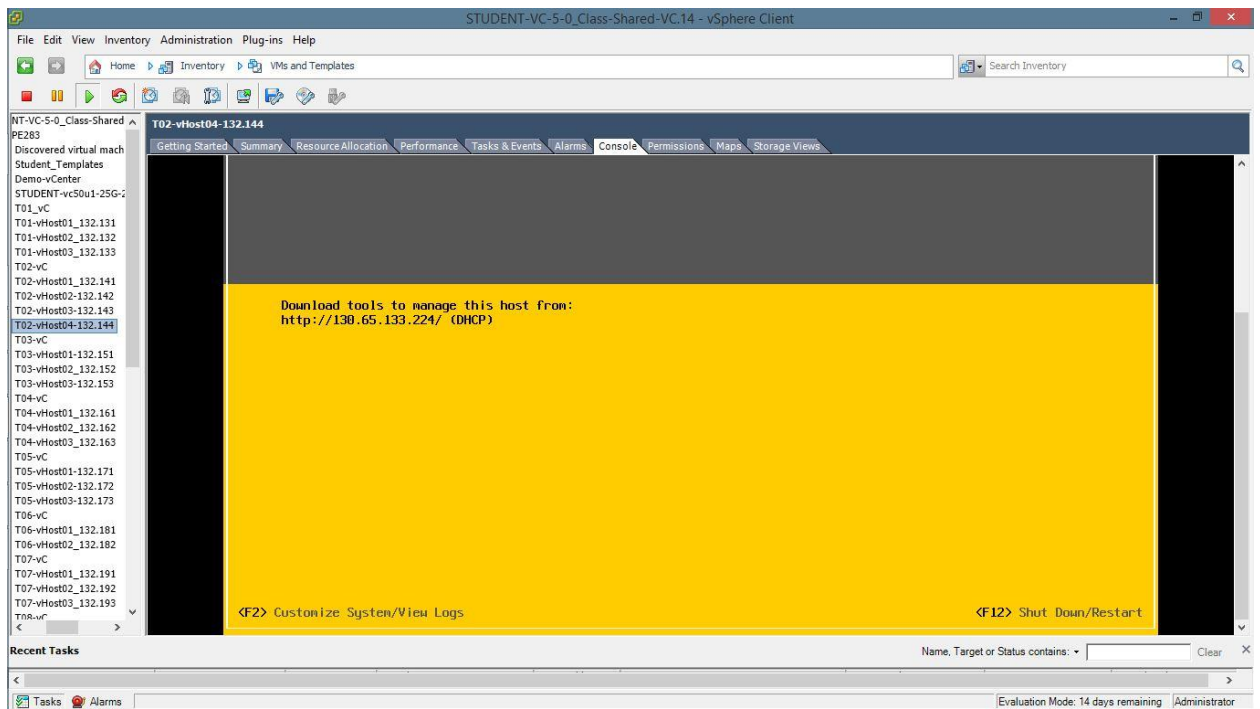 STUDENT-VC-5-0_Class-Shared-VC.14 - vSphere Client
File Edit View Inventory Administration Plug-ins Help
Home Inventory VMs and Templates Search Inventory
NT-VC-5-0_Class-Shared
PE283
Discovered virtual mach
Student_Templates
Demo-vCenter
STUDENT-vc50u1-25G-2
T01_vC
T01-vHost01_132.131
T01-vHost02_132.132
T01-vHost03_132.133
T02-vC
T02-vHost01_132.141
T02-vHost02-132.142
T02-vHost03-132.143
T02-vHost04-132.144
T03-vC
T03-vHost01-132.151
T03-vHost02_132.152
T03-vHost03-132.153
T04-vC
T04-vHost01_132.161
T04-vHost02_132.162
T04-vHost03_132.163
T05-vC
T05-vHost01-132.171
T05-vHost02-132.172
T05-vHost03-132.173
T06-vC
T06-vHost01_132.181
T06-vHost02_132.182
T07-vC
T07-vHost01_132.191
T07-vHost02_132.192
T07-vHost03_132.193
T08-vC
T02-vHost04-132.144
Getting Started Summary Resource Allocation Performance Tasks & Events Alarms Console Permissions Maps Storage Views
Download tools to manage this host from:
http://130.65.133.224/ (DHCP)
<F2> Customize System/View Logs <F12> Shut Down/Restart
Recent Tasks Name, Target or Status contains: Clear
Tasks Alarms Evaluation Mode: 14 days remaining Administrator